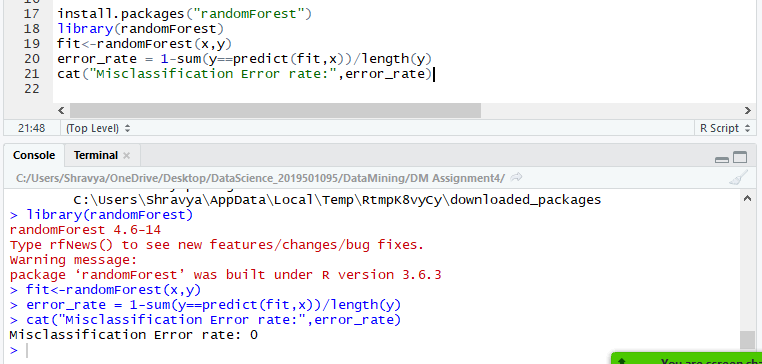 17 install.packages("randomForest")
18 library(randomForest)
19 fit<-randomForest(x,y)
20 error_rate = 1-sum(y==predict(fit,x))/length(y)
21 cat("Misclassification Error rate:",error_rate)
22
21:48 (Top Level) R Script
Console Terminal ×
C:/Users/Shravya/OneDrive/Desktop/DataScience_2019501095/DataMining/DM Assignment4/
C:\Users\Shravya\AppData\Local\Temp\RtmpK8vyCy\downloaded_packages
> library(randomForest)
randomForest 4.6-14
Type rfNews() to see new features/changes/bug fixes.
Warning message:
package ‘randomForest’ was built under R version 3.6.3
> fit<-randomForest(x,y)
> error_rate = 1-sum(y==predict(fit,x))/length(y)
> cat("Misclassification Error rate:",error_rate)
Misclassification Error rate: 0
>
You are screen